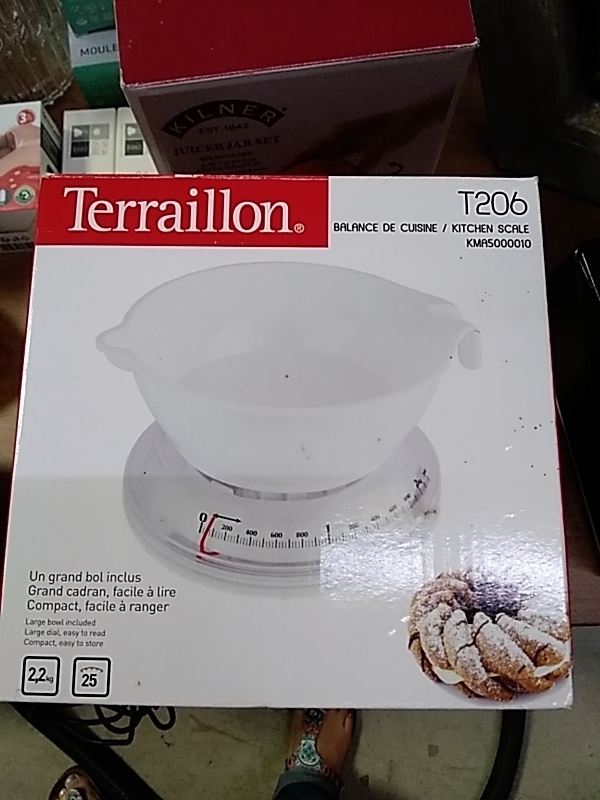 MOULE
KILNER®
EST. 1842
JUICER JAR SET
Terraillon®
T206
BALANCE DE CUISINE / KITCHEN SCALE
KMA5000010
0 200 400 600 800 1
Un grand bol inclus
Grand cadran, facile à lire
Compact, facile à ranger
Large bowl included
Large dial, easy to read
Compact, easy to store
2,2kg 25